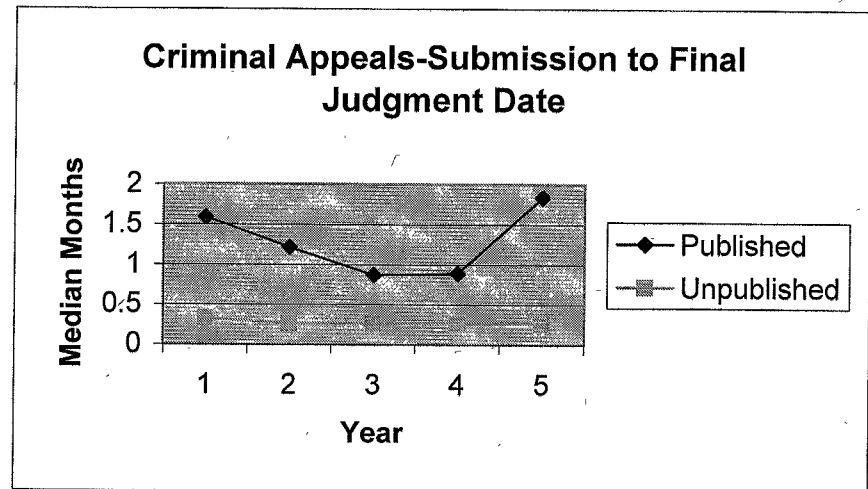 Criminal Appeals-Submission to Final
Judgment Date
Median Months
2
1.5
1
0.5
0
1 2 3 4 5
Year
Published
Unpublished